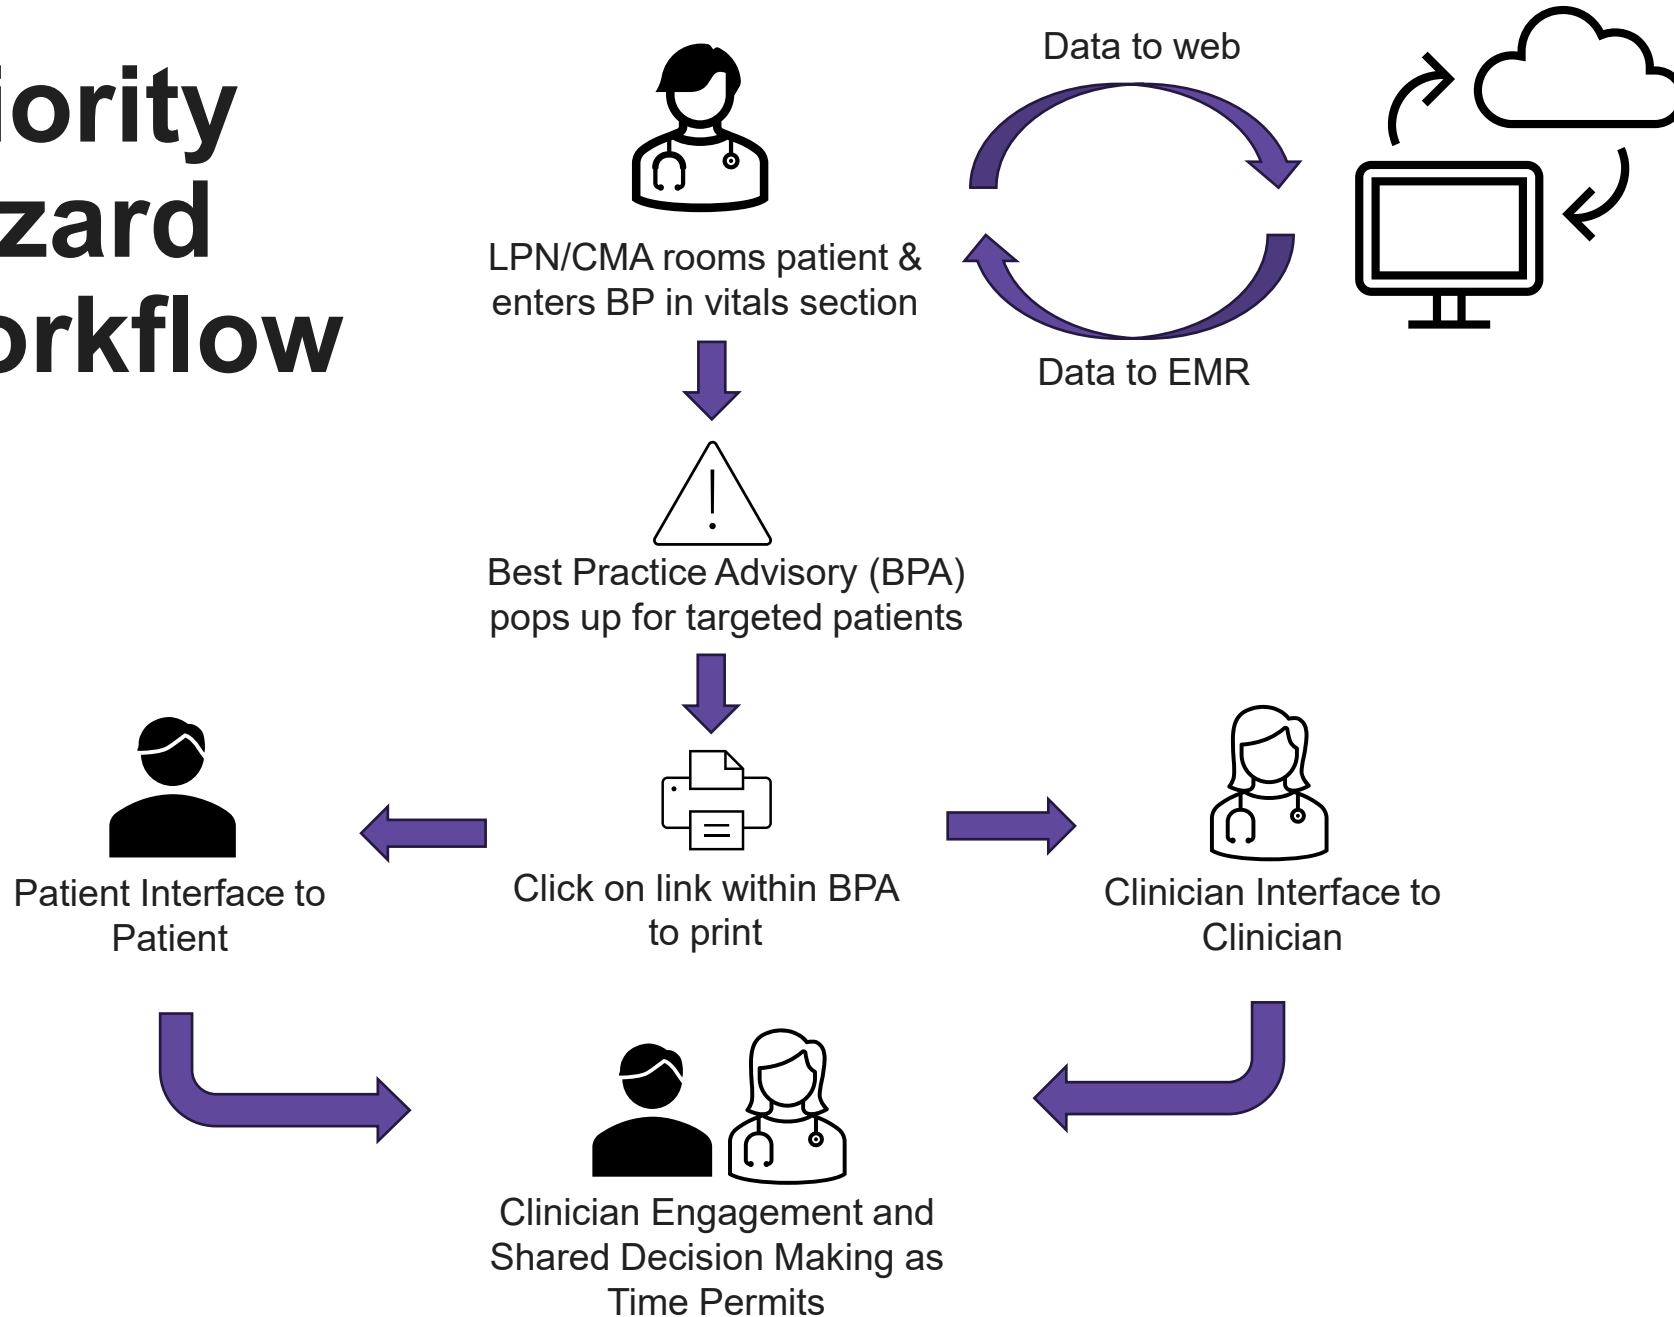 iority
zard
orkflow
Data to web
LPN/CMA rooms patient &
enters BP in vitals section
Data to EMR
Best Practice Advisory (BPA)
pops up for targeted patients
Patient Interface to
Patient
Click on link within BPA
to print
Clinician Interface to
Clinician
Clinician Engagement and
Shared Decision Making as
Time Permits